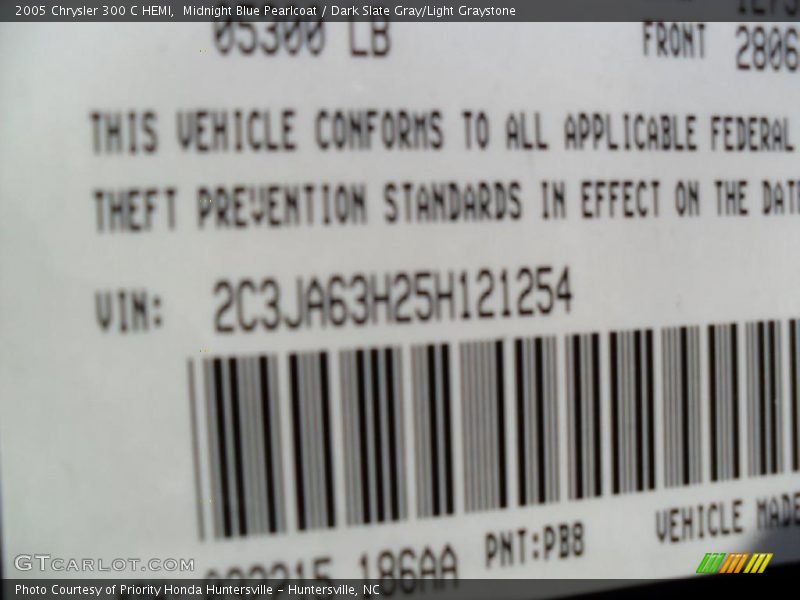 2005 Chrysler 300 C HEMI, Midnight Blue Pearlcoat / Dark Slate Gray/Light Graystone
05300 LB FRONT 2806
THIS VEHICLE CONFORMS TO ALL APPLICABLE FEDERAL
THEFT PREVENTION STANDARDS IN EFFECT ON THE DAT
VIN: 2C3JA63H25H121254
PNT:PB8 VEHICLE MADE
186AA
GTCARLOT.COM
Photo Courtesy of Priority Honda Huntersville – Huntersville, NC